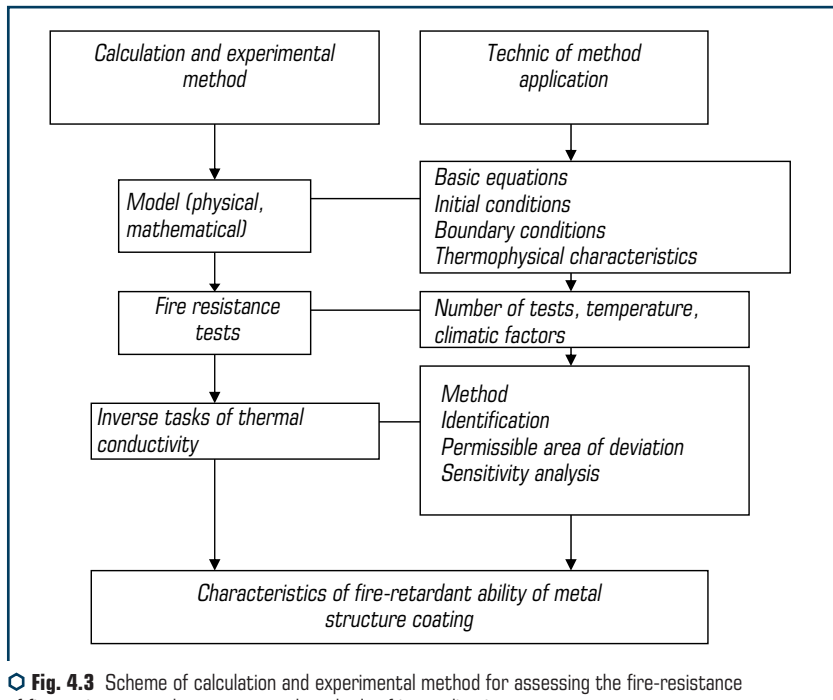 Calculation and experimental
method
Technic of method
application
Model (physical,
mathematical)
Basic equations
Initial conditions
Boundary conditions
Thermophysical characteristics
Fire resistance
tests
Number of tests, temperature,
climatic factors
Inverse tasks of thermal
conductivity
Method
Identification
Permissible area of deviation
Sensitivity analysis
Characteristics of fire-retardant ability of metal
structure coating
Fig. 4.3 Scheme of calculation and experimental method for assessing the fire-resistance